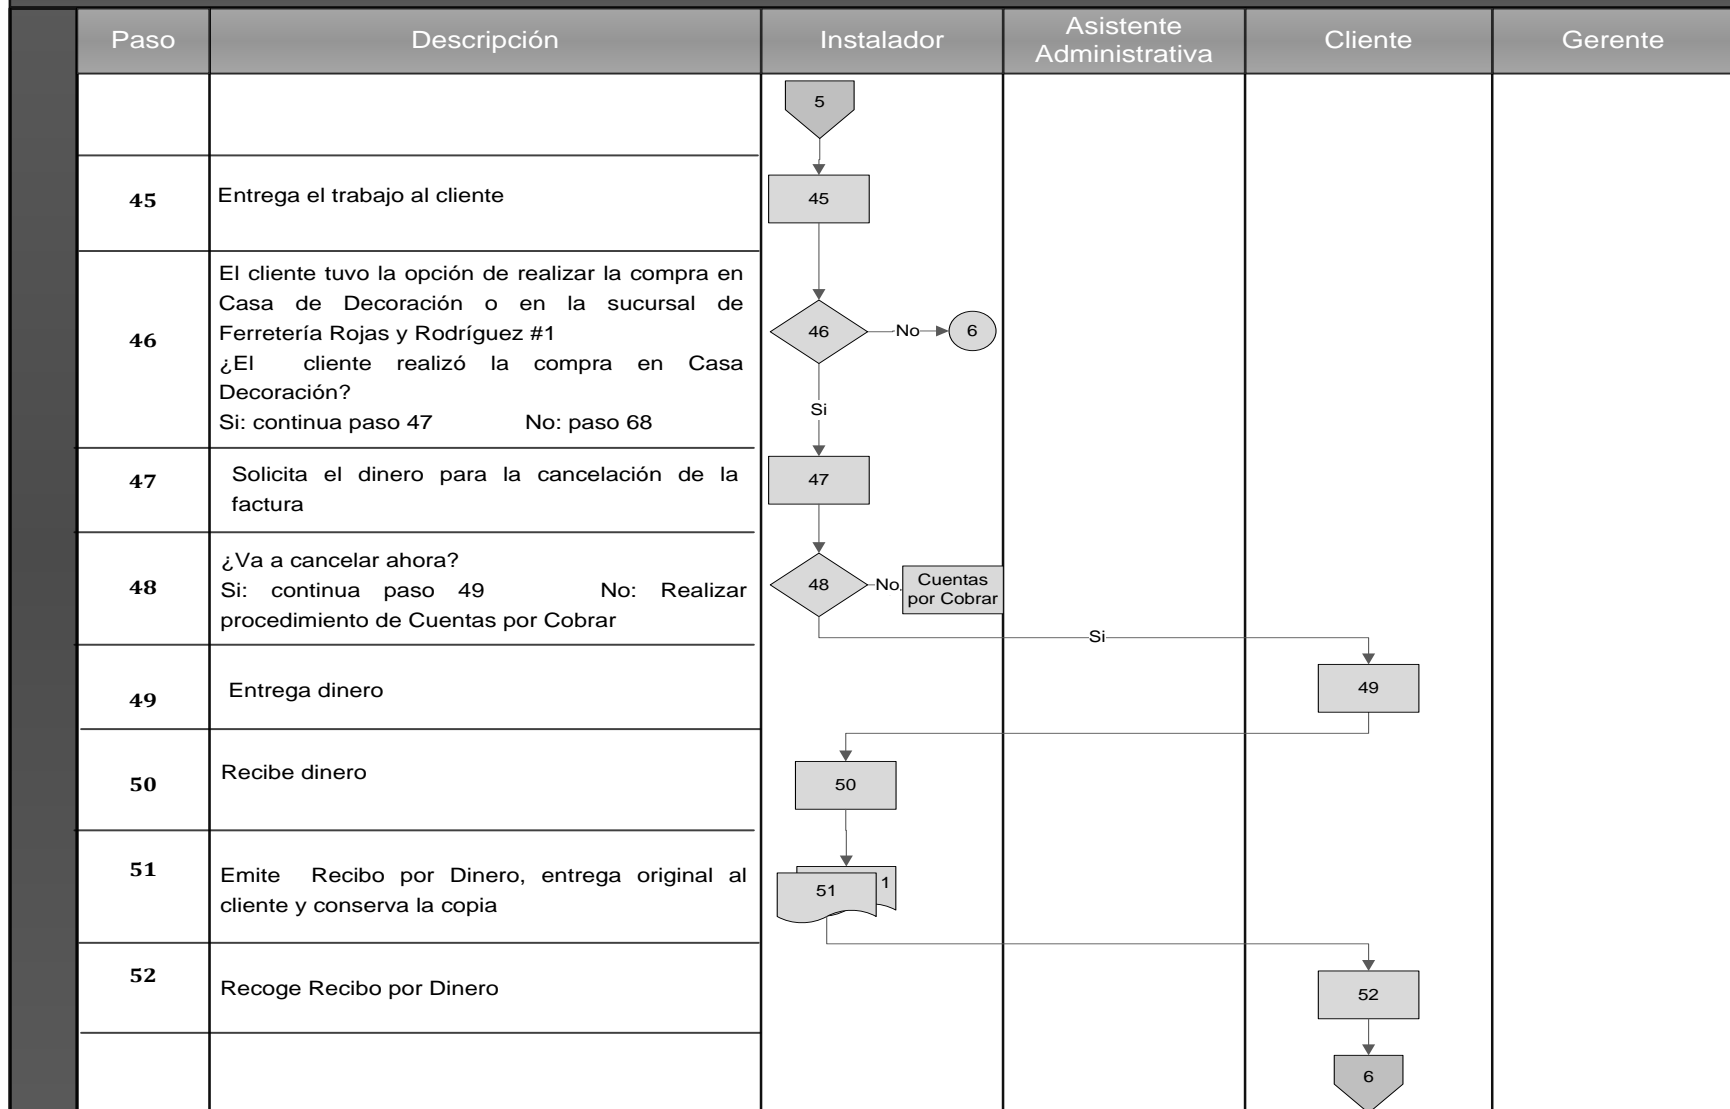 Paso
Descripción
Instalador
Asistente
Administrativa
Cliente
Gerente
5
45
Entrega el trabajo al cliente
45
46
El cliente tuvo la opción de realizar la compra en
Casa de Decoración o en la sucursal de
Ferretería Rojas y Rodríguez #1
¿El cliente realizó la compra en Casa
Decoración?
Si: continua paso 47 No: paso 68
46
No
6
Si
47
Solicita el dinero para la cancelación de la
factura
47
48
¿Va a cancelar ahora?
Si: continua paso 49 No: Realizar
procedimiento de Cuentas por Cobrar
48
No
Cuentas
por Cobrar
Si
49
Entrega dinero
49
50
Recibe dinero
50
51
Emite Recibo por Dinero, entrega original al
cliente y conserva la copia
51
1
52
Recoge Recibo por Dinero
52
6